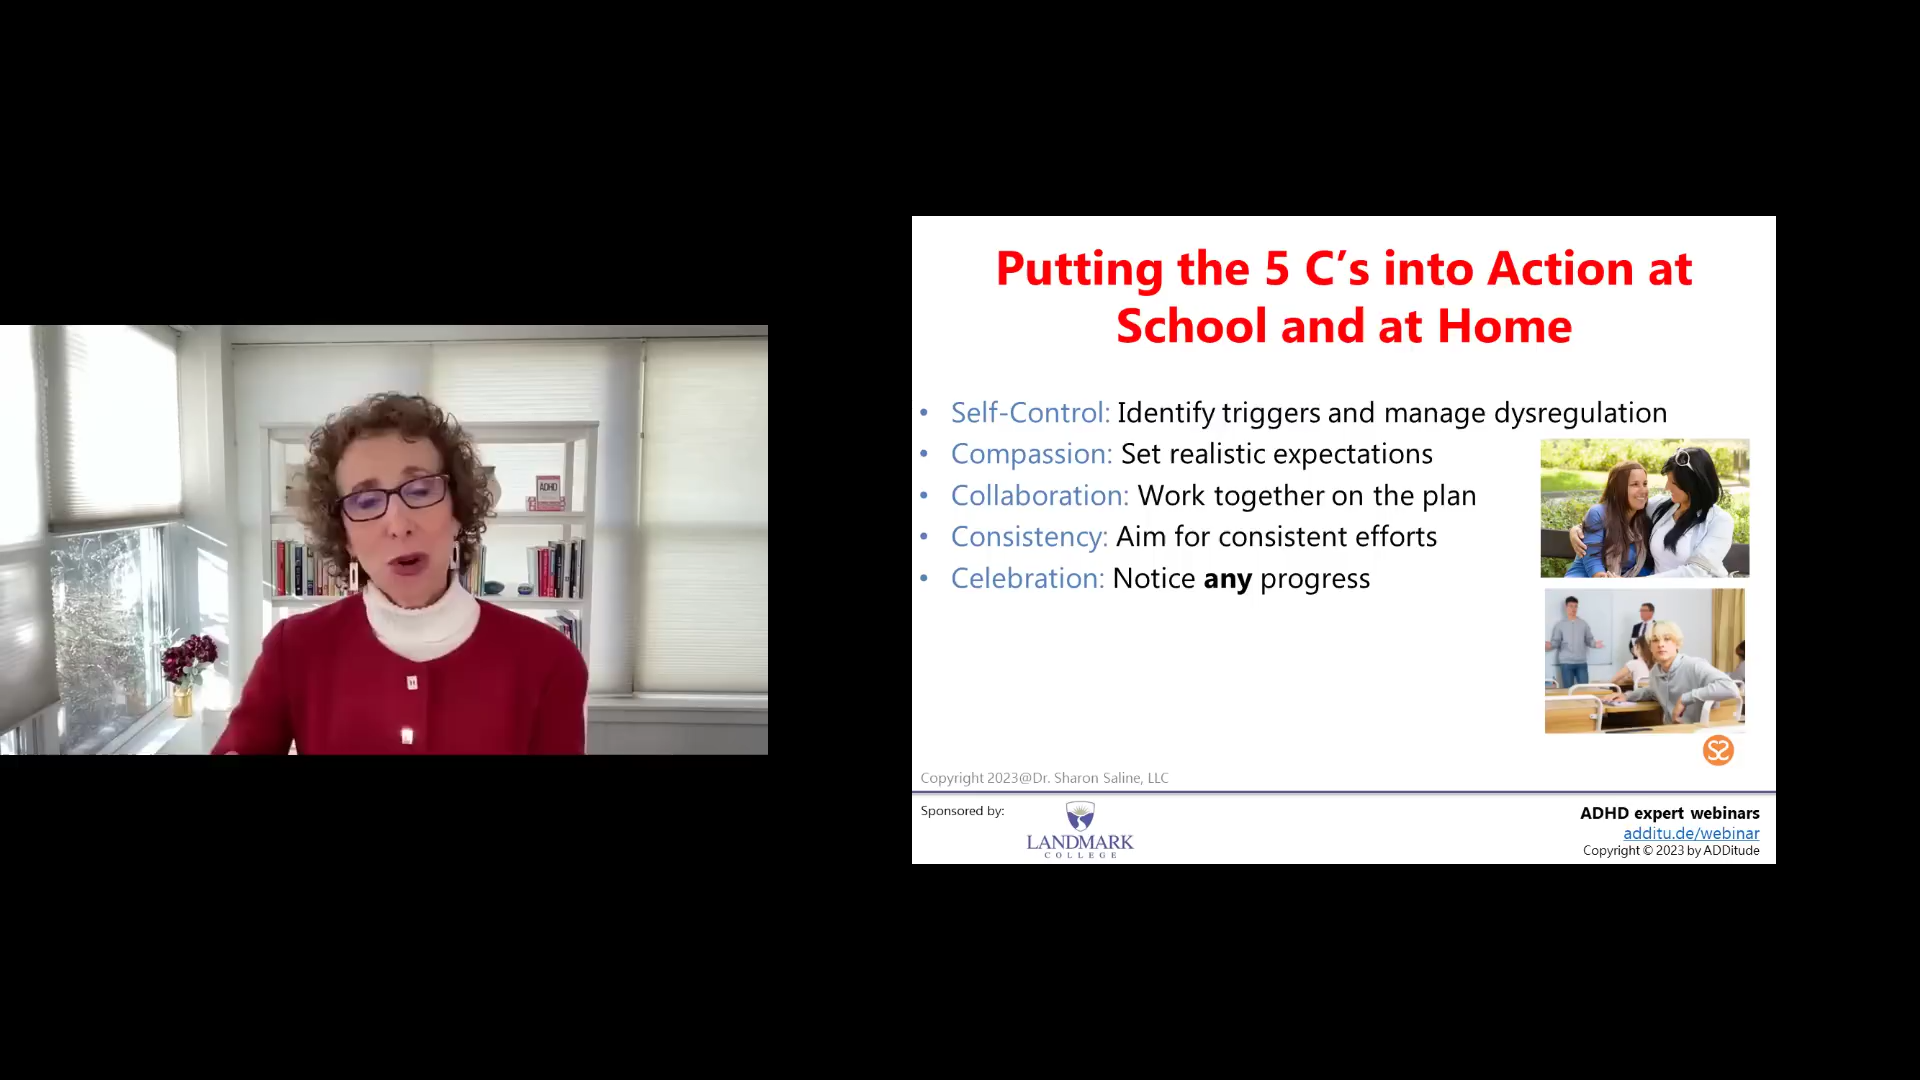 ADHD
Putting the 5 C’s into Action at
School and at Home
• Self-Control: Identify triggers and manage dysregulation
• Compassion: Set realistic expectations
• Collaboration: Work together on the plan
• Consistency: Aim for consistent efforts
• Celebration: Notice any progress
Copyright 2023@Dr. Sharon Saline, LLC
Sponsored by:
LANDMARK
COLLEGE
ADHD expert webinars
additu.de/webinar
Copyright © 2023 by ADDitude